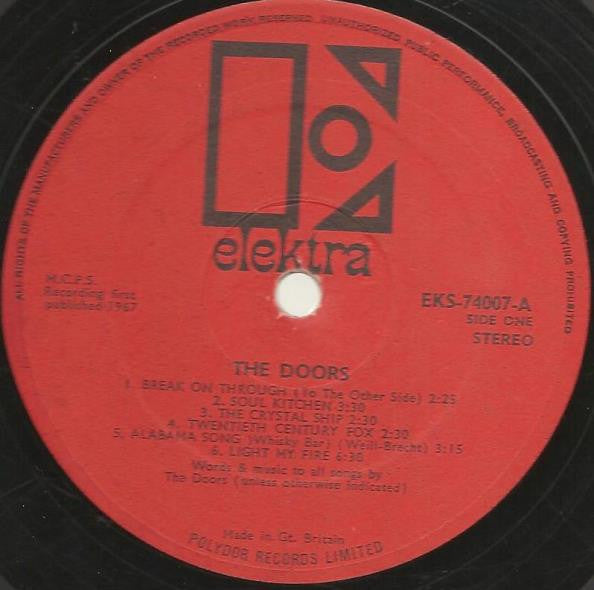 ALL RIGHTS OF THE MANUFACTURERS AND OWNER OF THE RECORDED WORK RESERVED. UNAUTHORIZED PUBLIC PERFORMANCE, BROADCASTING AND COPYING PROHIBITED
elektra
M.C.P.S.
Recording first
published 1967
EKS-74007-A
SIDE ONE
STEREO
THE DOORS
1. BREAK ON THROUGH (To The Other Side) 2:25
2. SOUL KITCHEN 3:30
3. THE CRYSTAL SHIP 2:30
4. TWENTIETH CENTURY FOX 2:30
5. ALABAMA SONG )Whisky Bar) (Weill-Brecht) 3:15
6. LIGHT MY FIRE 6:30
Words & music to all songs by
The Doors (unless otherwise indicated)
Made in Gt. Britain
POLYDOR RECORDS LIMITED